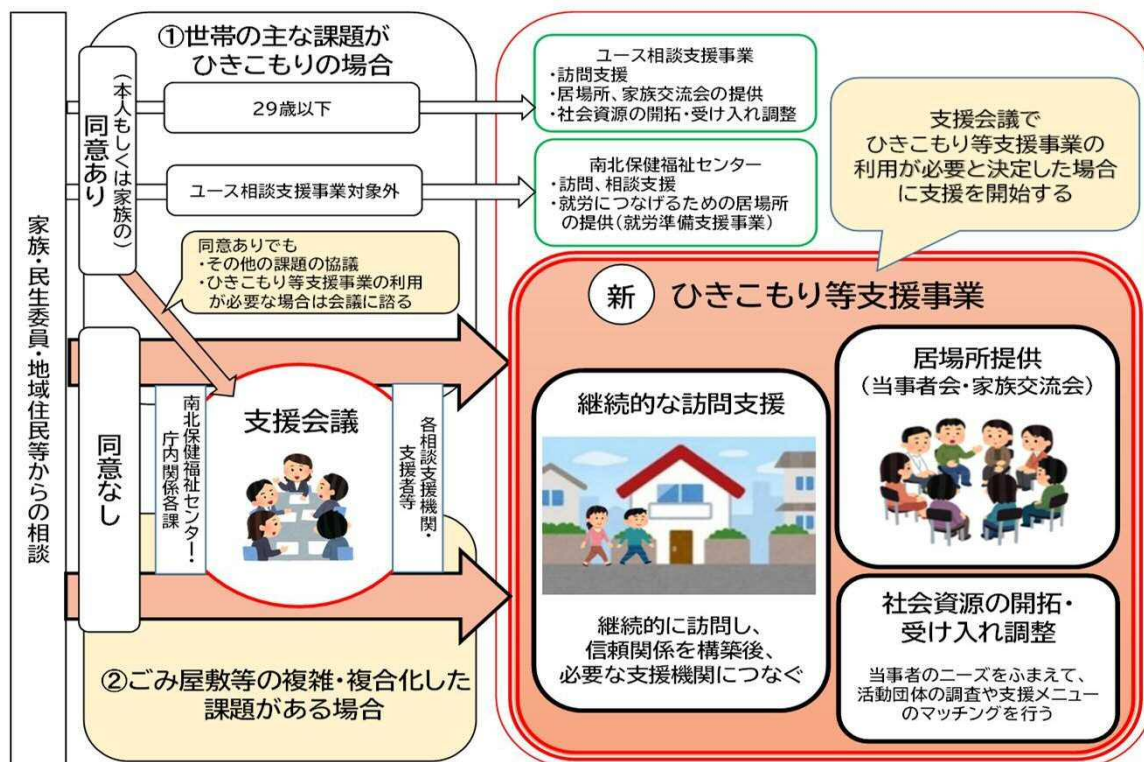 家族・民生委員・地域住民等からの相談
①世帯の主な課題が
ひきこもりの場合
同意あり
（本人もしくは家族の）
29歳以下
ユース相談支援事業対象外
同意ありでも
・その他の課題の協議
・ひきこもり等支援事業の利用
が必要な場合は会議に諮る
同意なし
南北保健福祉センター・
庁内関係各課
支援会議
各相談支援機関・
支援者等
②ごみ屋敷等の複雑・複合化した
課題がある場合
ユース相談支援事業
・訪問支援
・居場所、家族交流会の提供
・社会資源の開拓・受け入れ調整
南北保健福祉センター
・訪問、相談支援
・就労につなげるための居場所
の提供（就労準備支援事業）
支援会議で
ひきこもり等支援事業の
利用が必要と決定した場合
に支援を開始する
新 ひきこもり等支援事業
継続的な訪問支援
継続的に訪問し、
信頼関係を構築後、
必要な支援機関につなぐ
居場所提供
（当事者会・家族交流会）
社会資源の開拓・
受け入れ調整
当事者のニーズをふまえて、
活動団体の調査や支援メニュー
のマッチングを行う